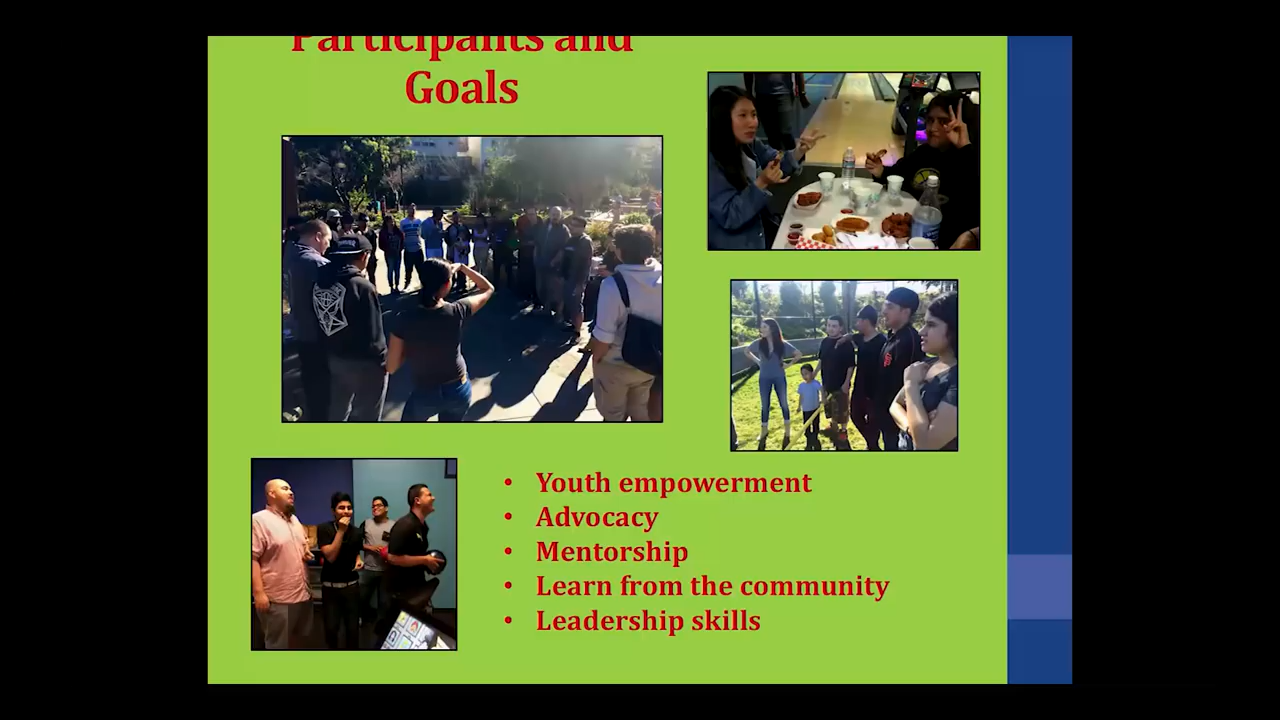 Participants and
Goals
• Youth empowerment
• Advocacy
• Mentorship
• Learn from the community
• Leadership skills